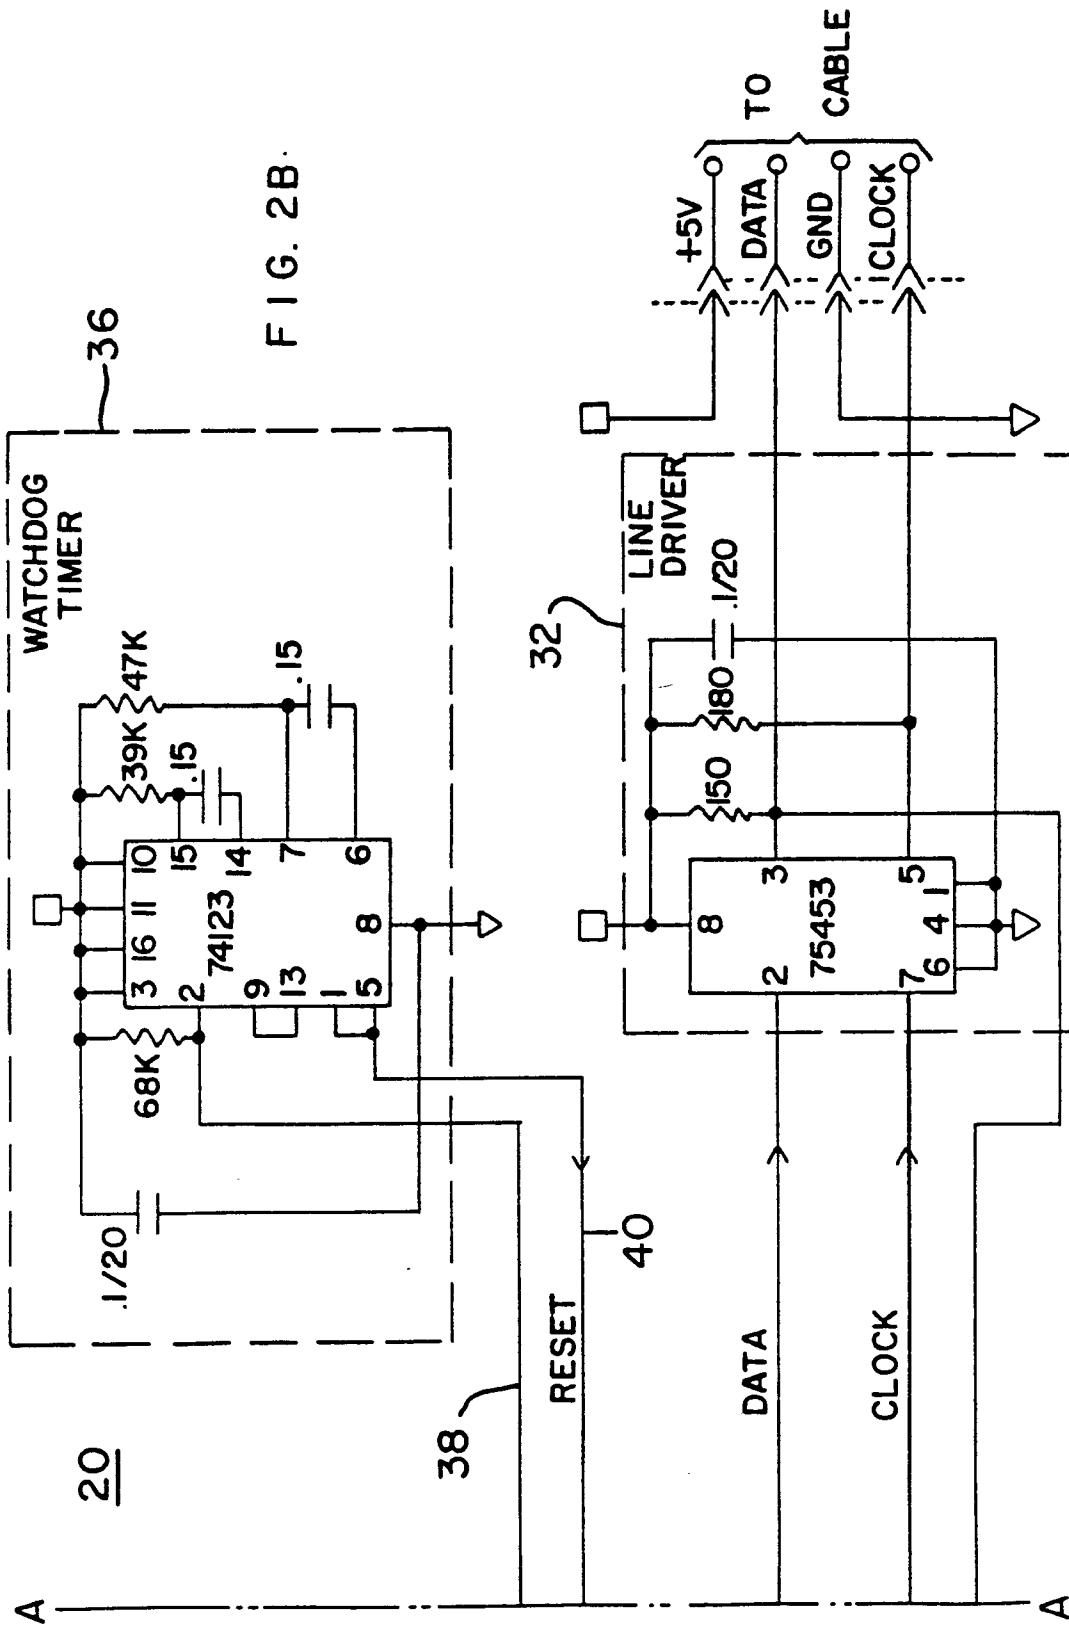 FIG. 2B.
20
A
WATCHDOG
TIMER
36
.1/20
68K
39K
47K
.15
.15
3
16
11
10
2
9
13
1
5
74123
15
14
7
6
8
38
RESET
40
32
LINE
DRIVER
150
180
.1/20
8
2
7
75453
3
5
6
4
1
DATA
CLOCK
+5V
DATA
GND
CLOCK
TO
CABLE
A